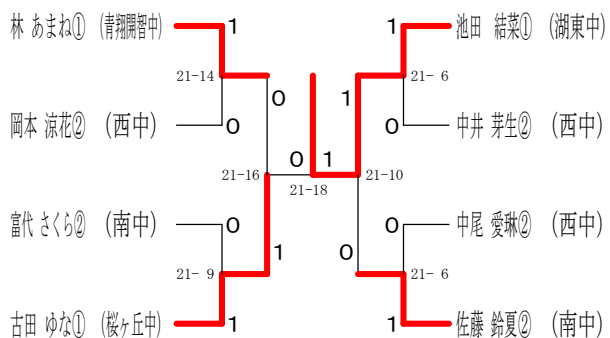 林 あまね① (青翔開智中) 1 1 池田 結菜① (湖東中)
21-14 21- 6
0 1
岡本 涼花② (西中) 0 0 中井 芽生② (西中)
0 1
21-16 21-10
21-18
富代 さくら② (南中) 0 0 中尾 愛琳② (西中)
1 0
21- 9 21- 6
古田 ゆな① (桜ヶ丘中) 1 1 佐藤 鈴夏② (南中)